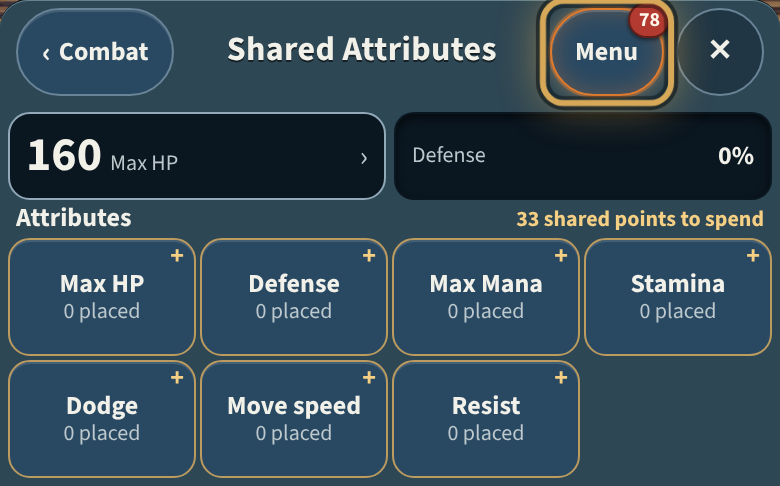 ‹ Combat
Shared Attributes
Menu
78
✕
160 Max HP ›
Defense 0%
Attributes
33 shared points to spend
Max HP +
0 placed
Defense +
0 placed
Max Mana +
0 placed
Stamina +
0 placed
Dodge +
0 placed
Move speed +
0 placed
Resist +
0 placed